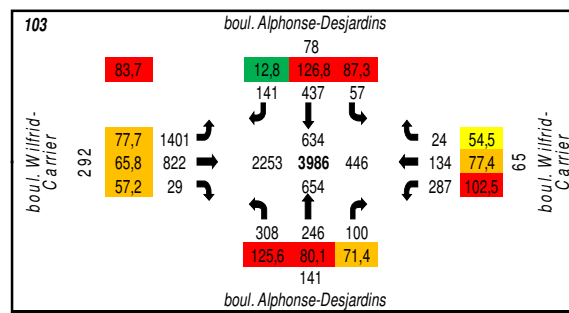 103
boul. Alphonse-Desjardins
78
83,7 12,8 126,8 87,3
141 437 57
boul. Wilfrid-
Carrier
292
77,7 1401 634 24 54,5
65,8 822 2253 3986 446 134 77,4
57,2 29 654 287 102,5
65
boul. Wilfrid-
Carrier
308 246 100
125,6 80,1 71,4
141
boul. Alphonse-Desjardins